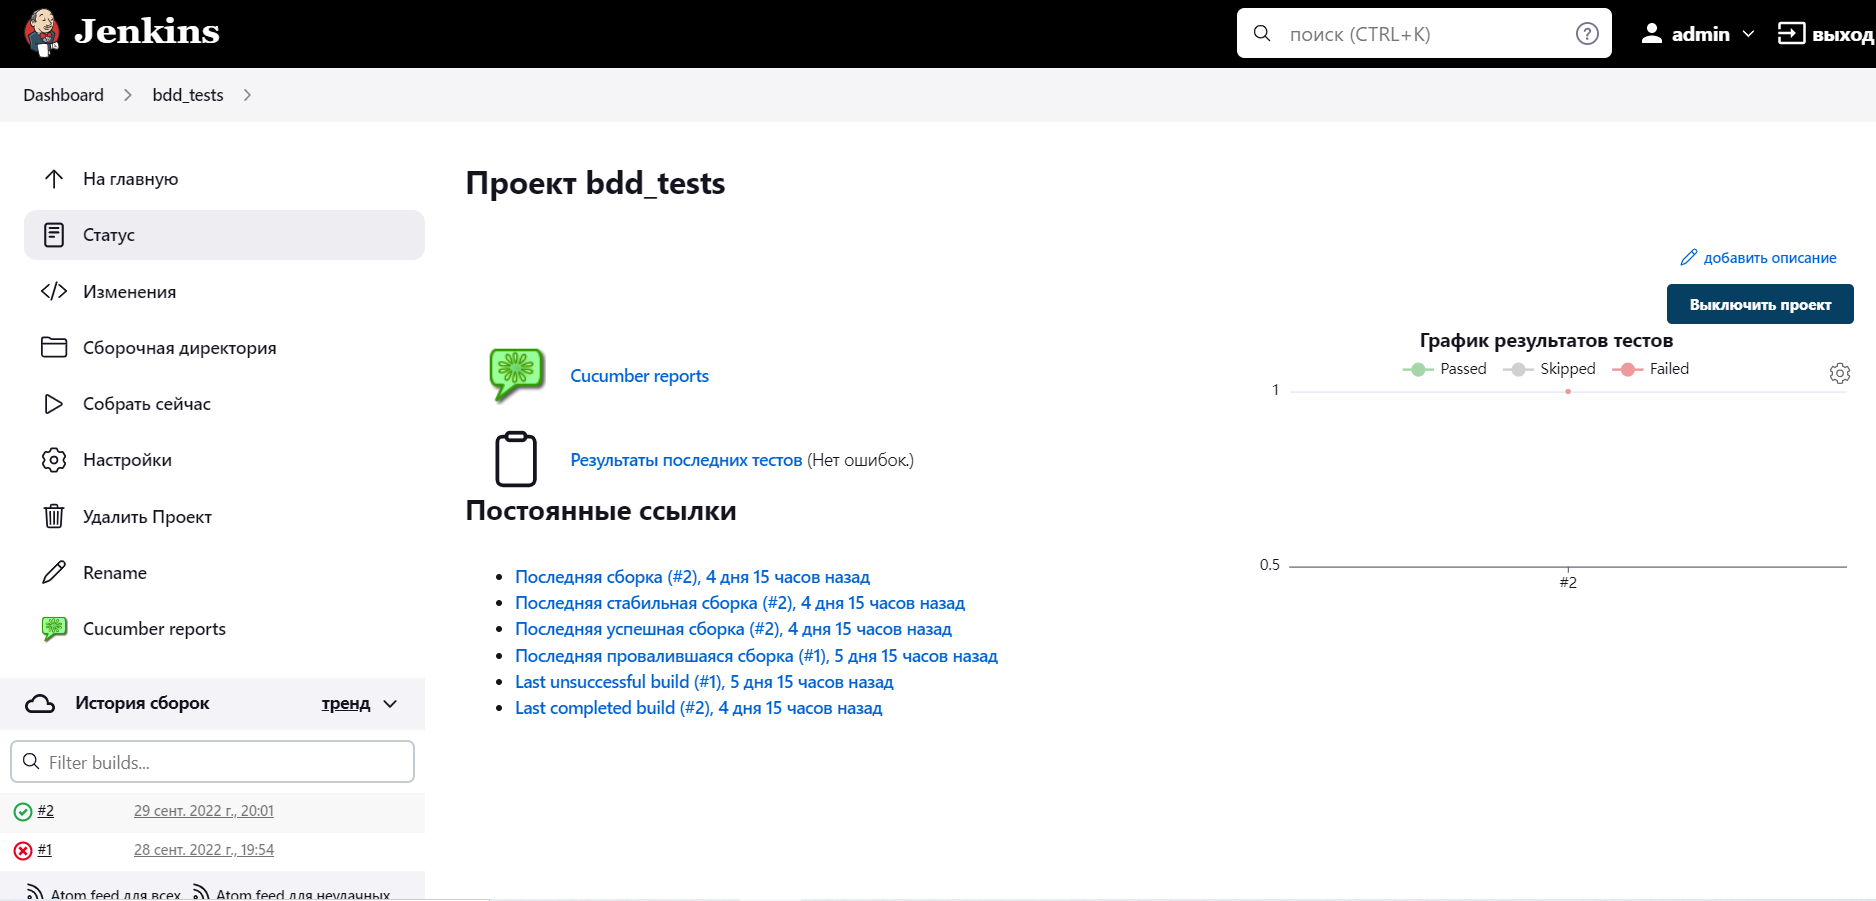 Jenkins
поиск (CTRL+K)
admin
выход
Dashboard
bdd_tests
На главную
Статус
Изменения
Сборочная директория
Собрать сейчас
Настройки
Удалить Проект
Rename
Cucumber reports
История сборок
тренд
Filter builds...
#2 29 сент. 2022 г., 20:01
#1 28 сент. 2022 г., 19:54
Atom feed для всех Atom feed для неудачных
Проект bdd_tests
добавить описание
Выключить проект
Cucumber reports
Результаты последних тестов (Нет ошибок.)
Постоянные ссылки
Последняя сборка (#2), 4 дня 15 часов назад
Последняя стабильная сборка (#2), 4 дня 15 часов назад
Последняя успешная сборка (#2), 4 дня 15 часов назад
Последняя провалившаяся сборка (#1), 5 дня 15 часов назад
Last unsuccessful build (#1), 5 дня 15 часов назад
Last completed build (#2), 4 дня 15 часов назад
График результатов тестов
Passed Skipped Failed
1
0.5
#2